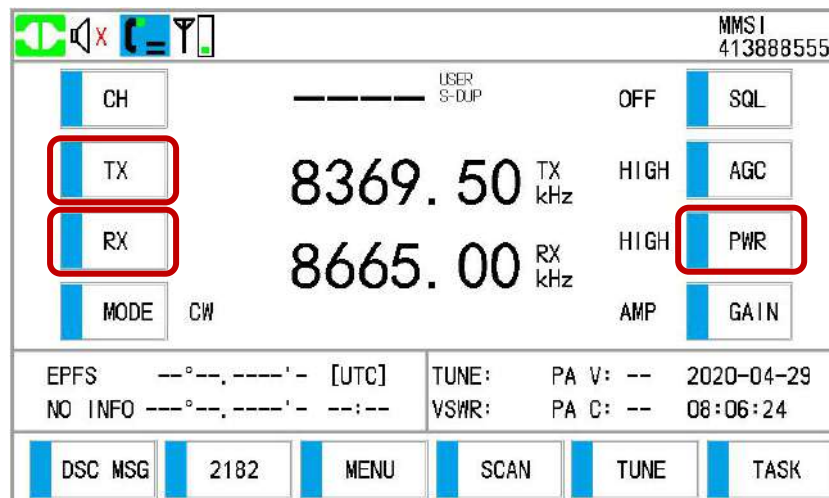 MMSI
413888555
CH ---- USER S-DUP OFF SQL
TX 8369.50 TX kHz HIGH AGC
RX 8665.00 RX kHz HIGH PWR
MODE CW AMP GAIN
EPFS --°--.----'- [UTC] TUNE: PA V: -- 2020-04-29
NO INFO ---°--.----'- --:-- VSWR: PA C: -- 08:06:24
DSC MSG 2182 MENU SCAN TUNE TASK